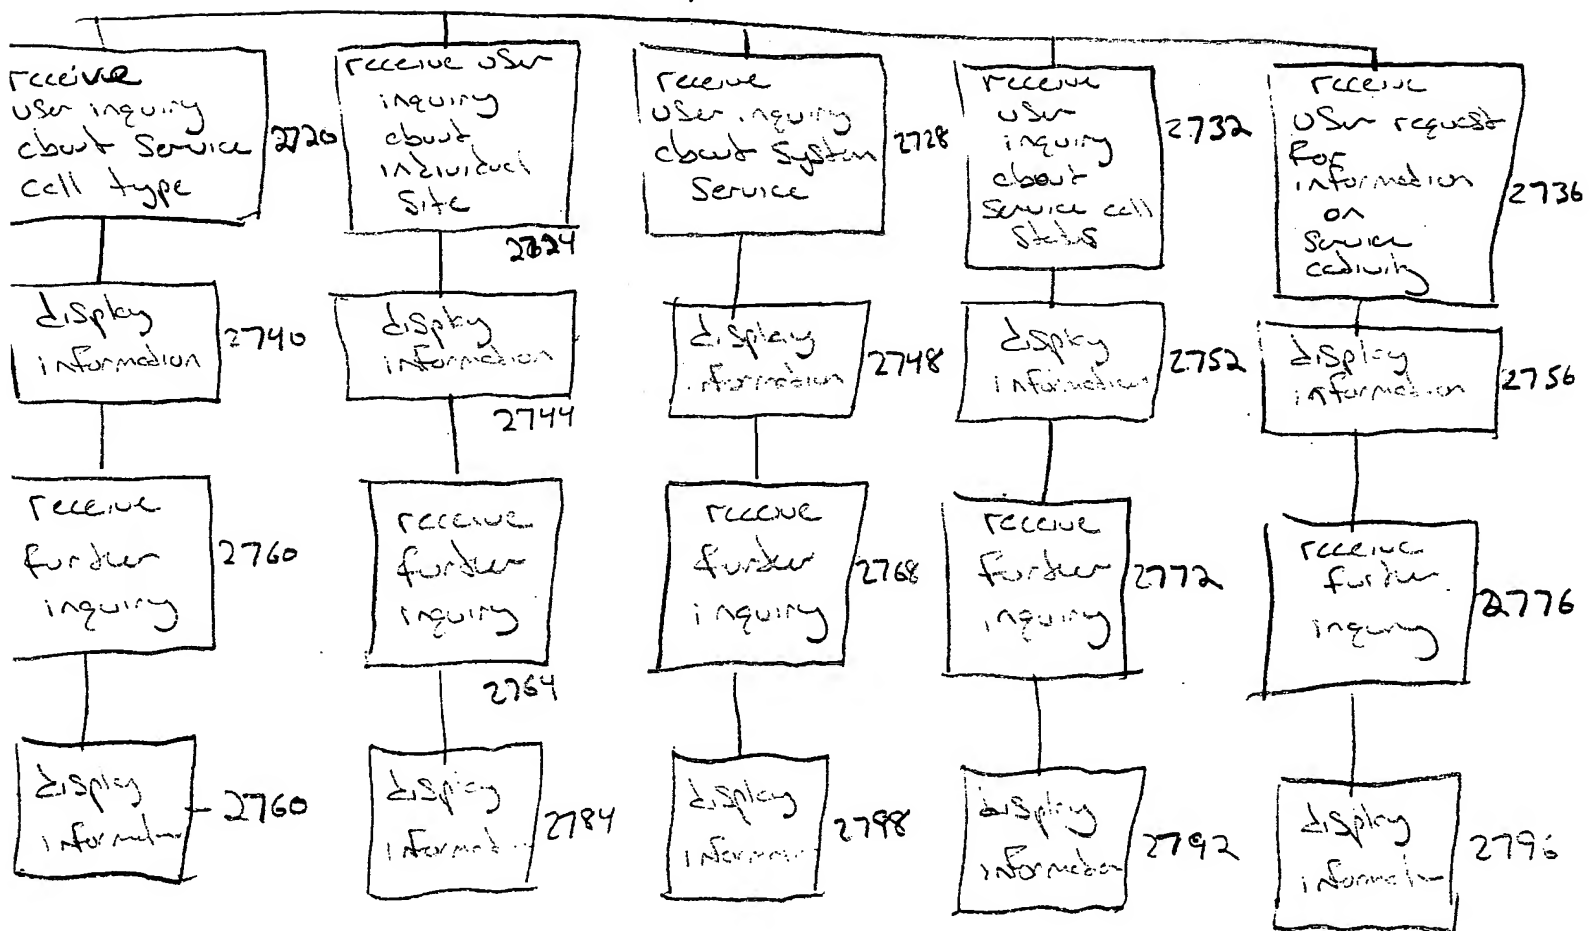 receive
user inquiry
about Service
call type
2720
receive user
inquiry
about
individual
Site
2724
receive
user inquiry
about System
Service
2728
receive
user
inquiry
about
Service call
Status
2732
receive
user request
for
information
on
service
activity
2736
display
information
2740
display
information
2744
display
information
2748
display
information
2752
display
information
2756
receive
further
inquiry
2760
receive
further
inquiry
2764
receive
further
inquiry
2768
receive
further
inquiry
2772
receive
further
inquiry
2776
display
information
2760
display
information
2784
display
information
2788
display
information
2792
display
information
2796